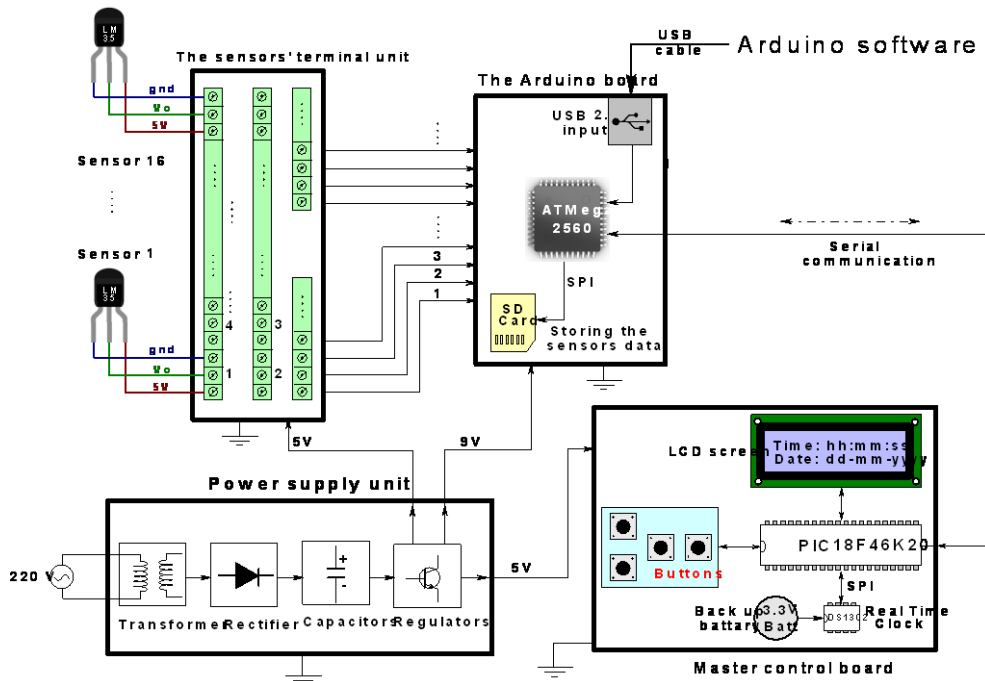 LM
35
The sensors' terminal unit
gnd
Vo
5V
Sensor 16
Sensor 1
LM
35
gnd
Vo
5V
4
3
1
2
3
2
1
USB
cable
Arduino software
The Arduino board
USB 2.
input
ATMeg
2560
SPI
SD
Card
Storing the
sensors data
Serial
communication
5V
9V
Power supply unit
220 V
Transformer
Rectifier
Capacitors
Regulators
+
-
5V
LCD screen
Time: hh:mm:ss
Date: dd-mm-yyyy
Buttons
PIC18F46K20
SPI
Back up
battary
3.3V
Batt
DS1302
Real Time
Clock
Master control board